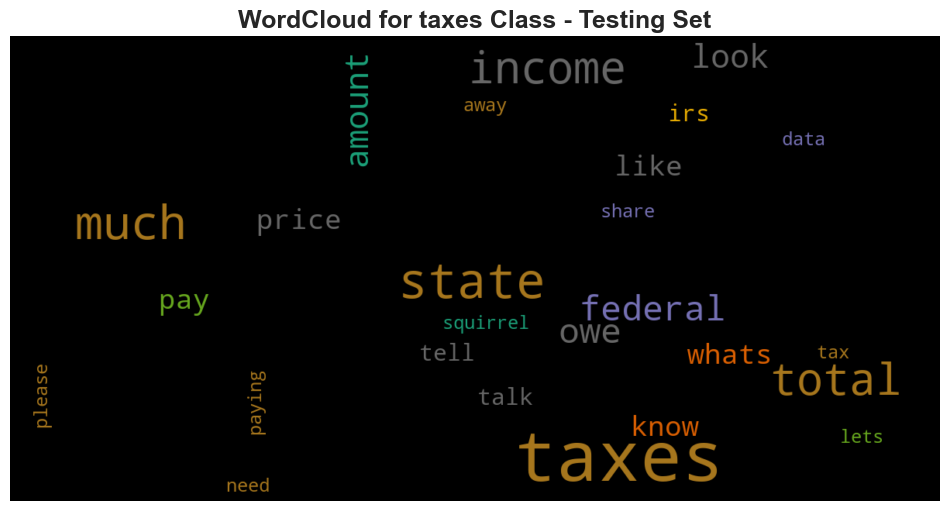 WordCloud for taxes Class - Testing Set
amount
income
look
away
irs
data
like
share
much
price
state
pay
federal
squirrel
owe
tell
whats
tax
total
please
paying
talk
know
lets
taxes
need